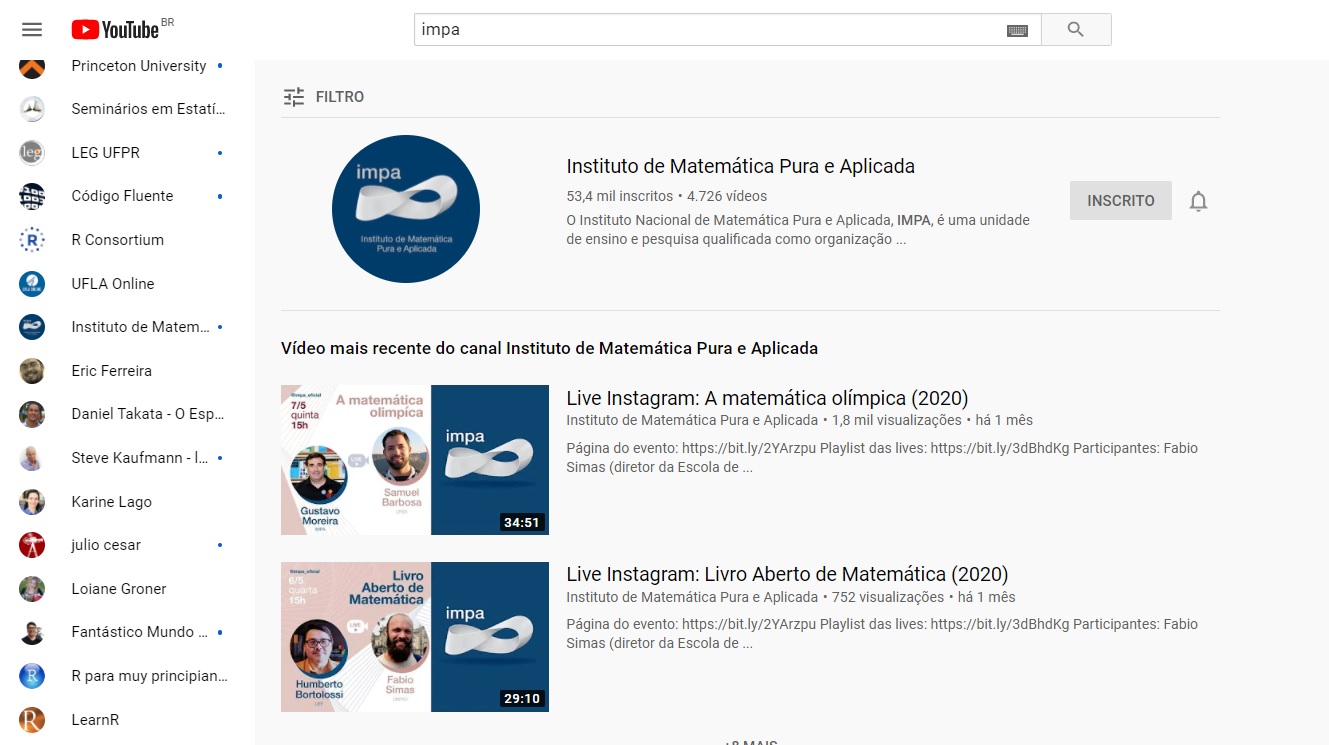 YouTube BR
impa
Princeton University
Seminários em Estatí...
LEG UFPR
Código Fluente
R Consortium
UFLA Online
Instituto de Matem...
Eric Ferreira
Daniel Takata - O Esp...
Steve Kaufmann - l...
Karine Lago
julio cesar
Loiane Groner
Fantástico Mundo ...
R para muy principian...
LearnR
leg
FILTRO
impa
Instituto de Matemática
Pura e Aplicada
Instituto de Matemática Pura e Aplicada
53,4 mil inscritos • 4.726 vídeos
O Instituto Nacional de Matemática Pura e Aplicada, IMPA, é uma unidade
de ensino e pesquisa qualificada como organização ...
INSCRITO
Vídeo mais recente do canal Instituto de Matemática Pura e Aplicada
@impa_oficial
7/5
quinta
15h
A matemática
olimpíca
LIVE
Gustavo
Moreira
Samuel
Barbosa
impa
34:51
Live Instagram: A matemática olímpica (2020)
Instituto de Matemática Pura e Aplicada • 1,8 mil visualizações • há 1 mês
Página do evento: https://bit.ly/2YArzpu Playlist das lives: https://bit.ly/3dBhdKg Participantes: Fabio
Simas (diretor da Escola de ...
@impa_oficial
6/5
quarta
15h
Livro
Aberto de
Matemática
LIVE
Humberto
Bortolossi
Fabio
Simas
impa
29:10
Live Instagram: Livro Aberto de Matemática (2020)
Instituto de Matemática Pura e Aplicada • 752 visualizações • há 1 mês
Página do evento: https://bit.ly/2YArzpu Playlist das lives: https://bit.ly/3dBhdKg Participantes: Fabio
Simas (diretor da Escola de ...
+8 MAIS